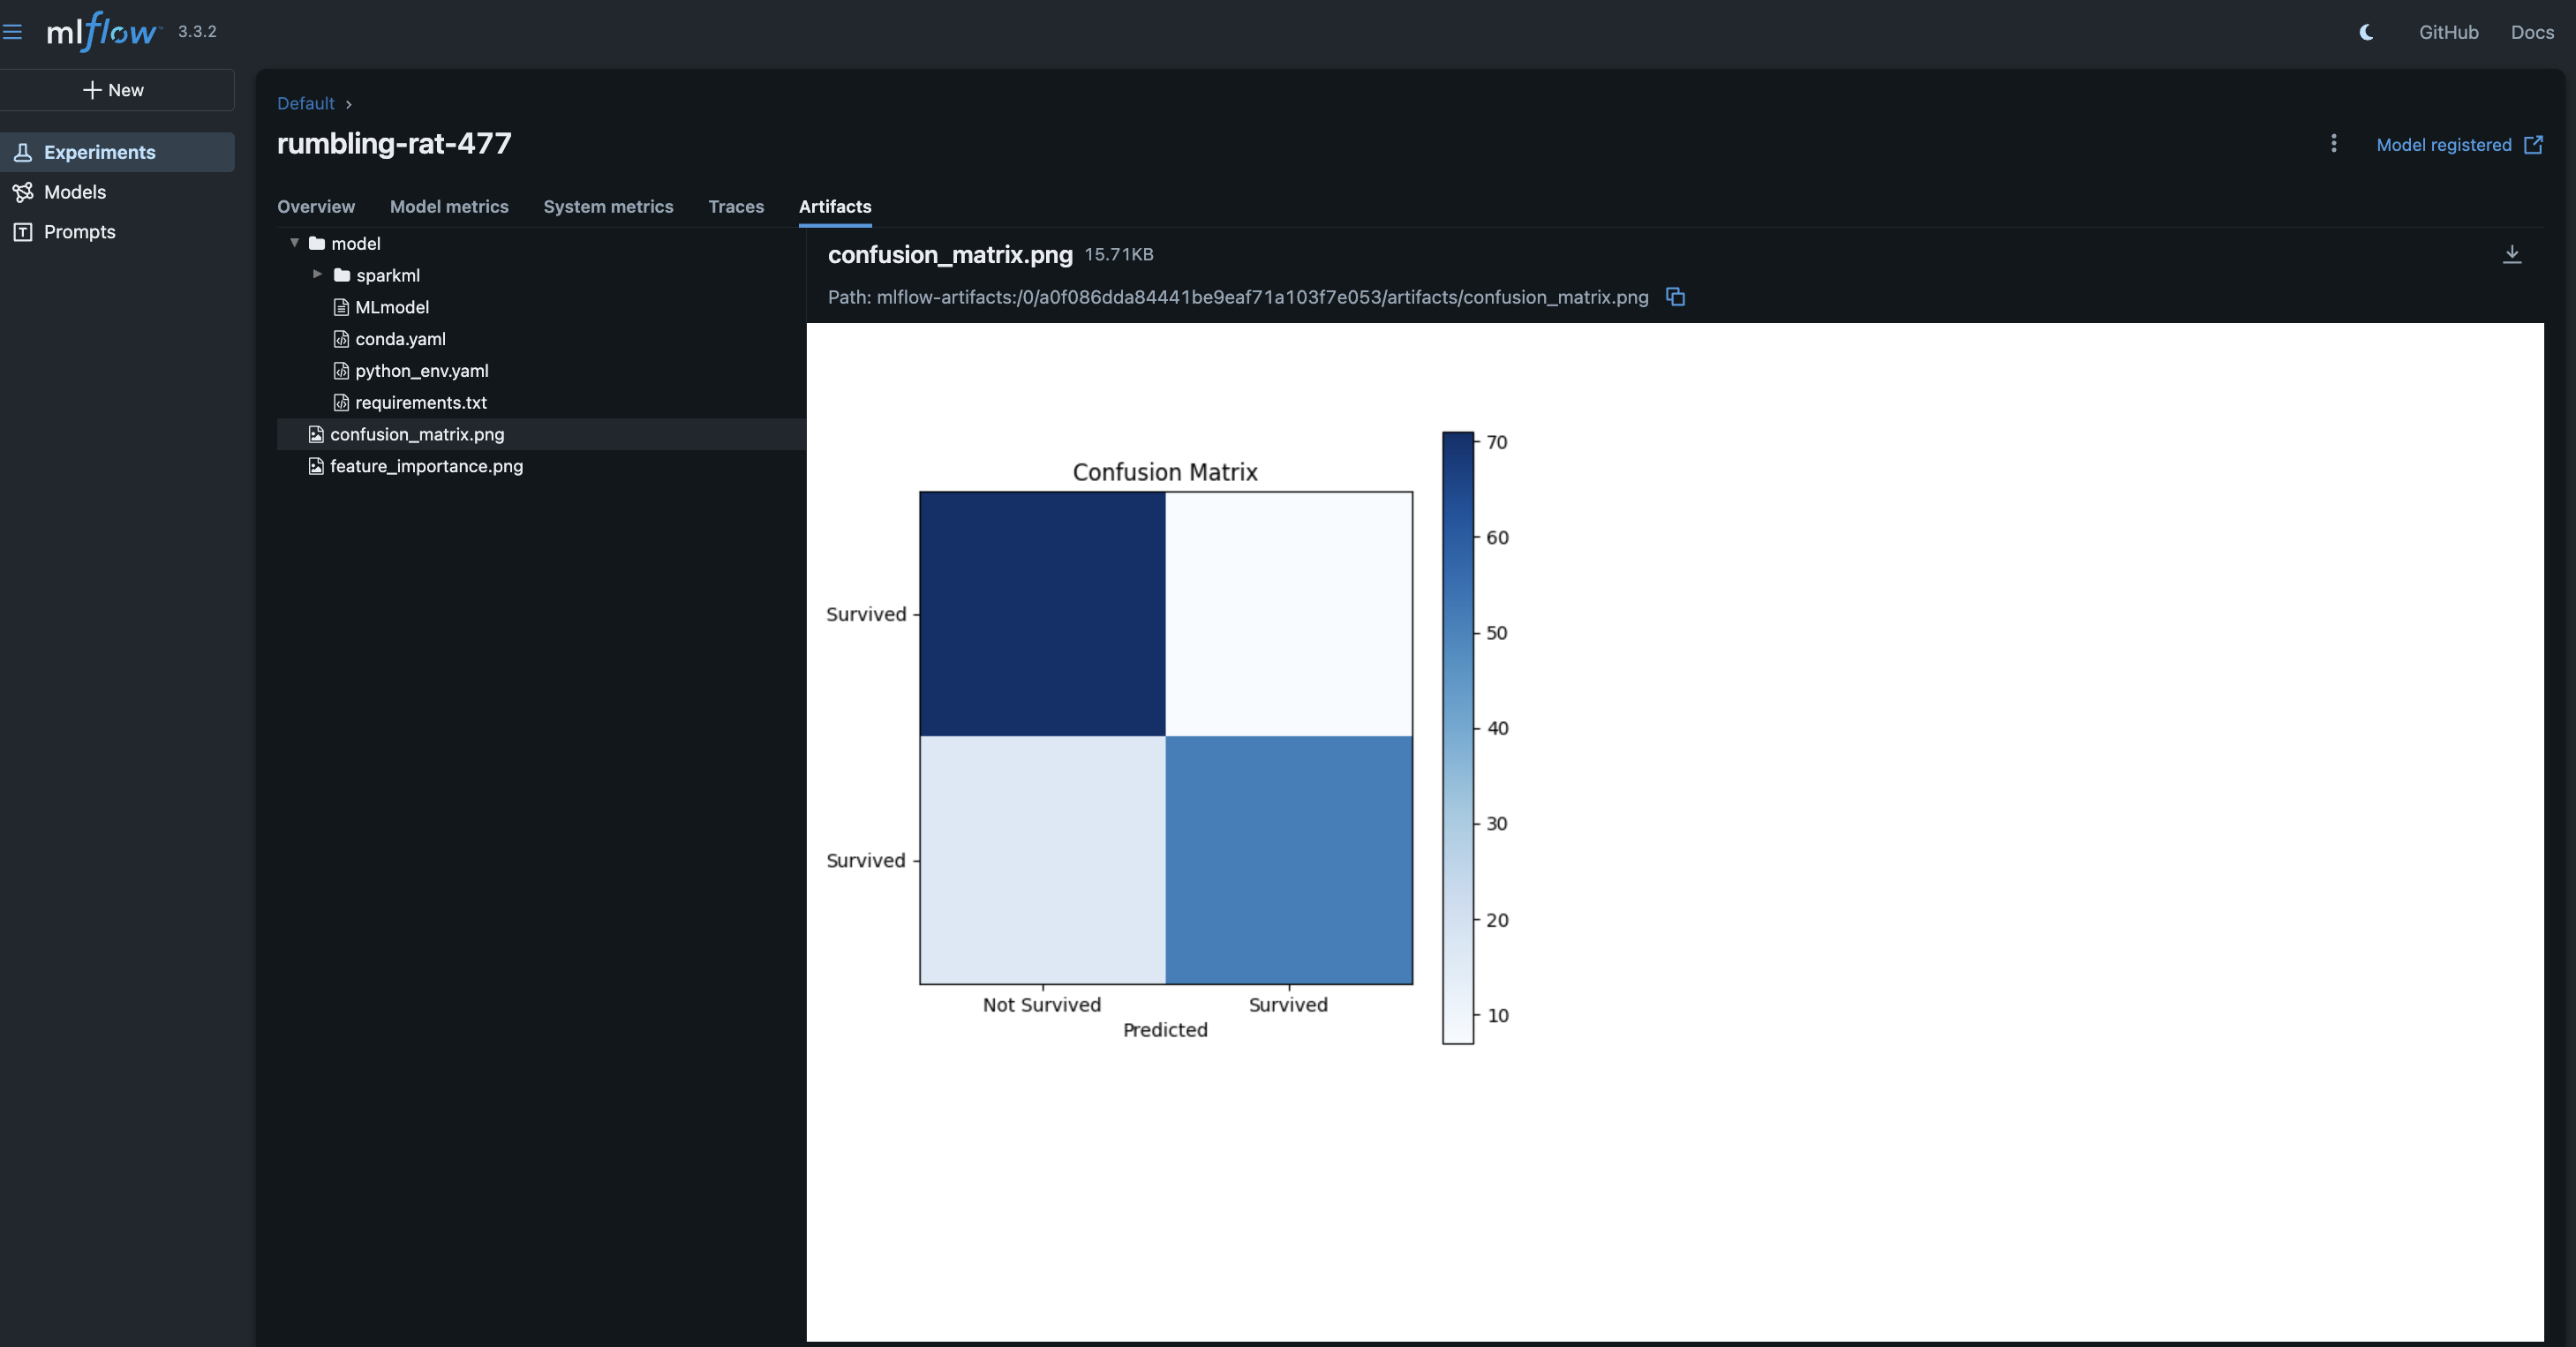 mlflow 3.3.2
GitHub Docs
New
Experiments
Models
Prompts
Default
rumbling-rat-477
Model registered
Overview Model metrics System metrics Traces Artifacts
model
sparkml
MLmodel
conda.yaml
python_env.yaml
requirements.txt
confusion_matrix.png
feature_importance.png
confusion_matrix.png 15.71KB
Path: mlflow-artifacts:/0/a0f086dda84441be9eaf71a103f7e053/artifacts/confusion_matrix.png
Confusion Matrix
Survived
Survived
Not Survived Survived
Predicted
70
60
50
40
30
20
10